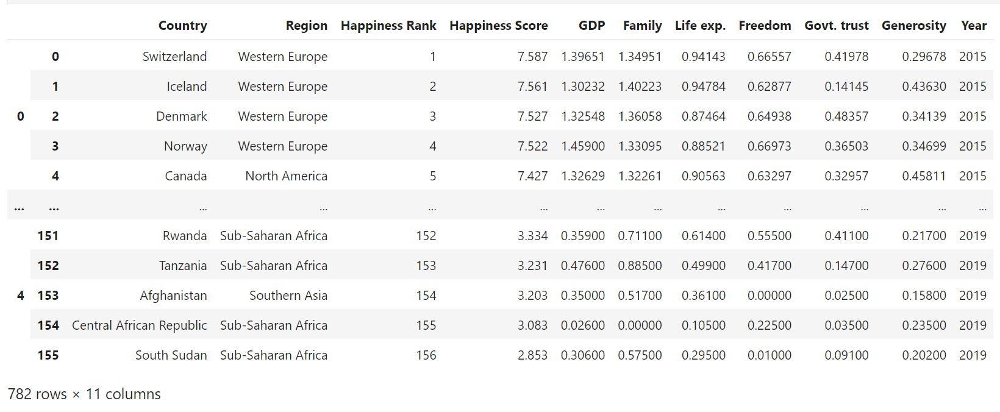 Country Region Happiness Rank Happiness Score GDP Family Life exp. Freedom Govt. trust Generosity Year
0 Switzerland Western Europe 1 7.587 1.39651 1.34951 0.94143 0.66557 0.41978 0.29678 2015
1 Iceland Western Europe 2 7.561 1.30232 1.40223 0.94784 0.62877 0.14145 0.43630 2015
0 2 Denmark Western Europe 3 7.527 1.32548 1.36058 0.87464 0.64938 0.48357 0.34139 2015
3 Norway Western Europe 4 7.522 1.45900 1.33095 0.88521 0.66973 0.36503 0.34699 2015
4 Canada North America 5 7.427 1.32629 1.32261 0.90563 0.63297 0.32957 0.45811 2015
... ... ... ... ... ... ... ... ... ... ... ... ...
151 Rwanda Sub-Saharan Africa 152 3.334 0.35900 0.71100 0.61400 0.55500 0.41100 0.21700 2019
152 Tanzania Sub-Saharan Africa 153 3.231 0.47600 0.88500 0.49900 0.41700 0.14700 0.27600 2019
4 153 Afghanistan Southern Asia 154 3.203 0.35000 0.51700 0.36100 0.00000 0.02500 0.15800 2019
154 Central African Republic Sub-Saharan Africa 155 3.083 0.02600 0.00000 0.10500 0.22500 0.03500 0.23500 2019
155 South Sudan Sub-Saharan Africa 156 2.853 0.30600 0.57500 0.29500 0.01000 0.09100 0.20200 2019
782 rows × 11 columns